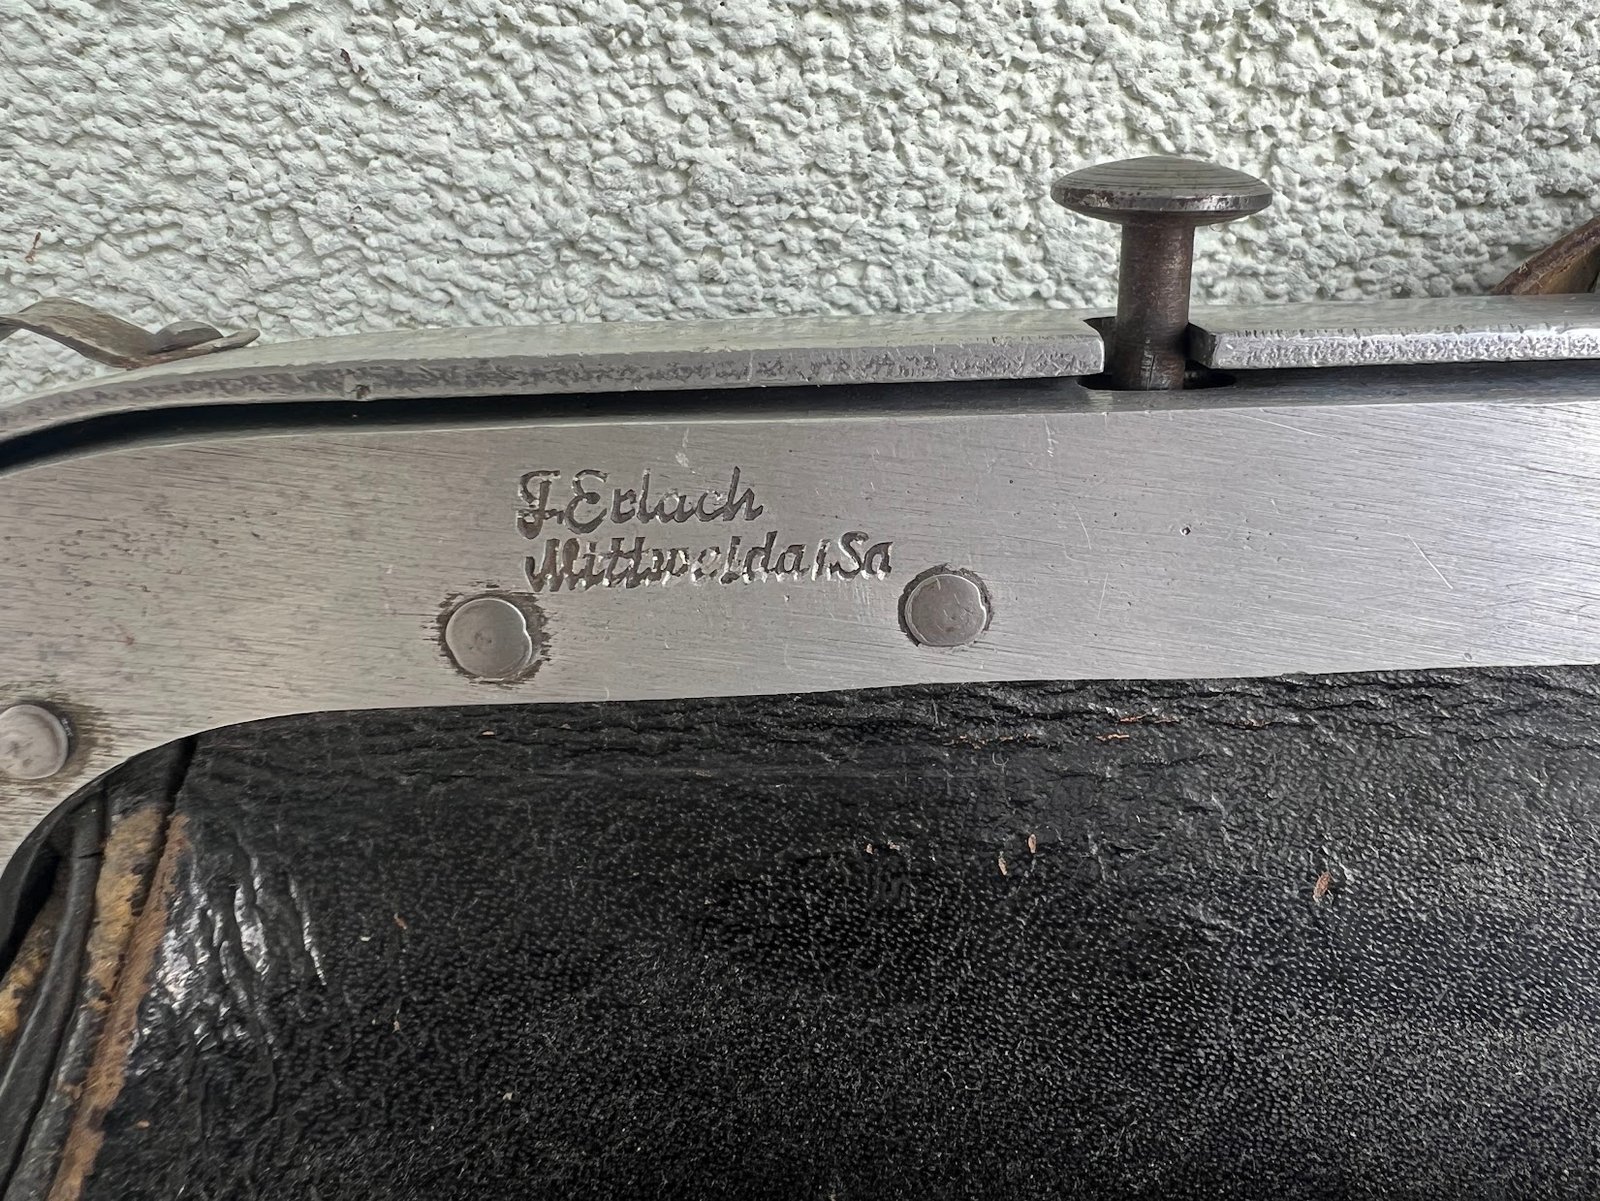 F. Erlach
Mittweida / Sa